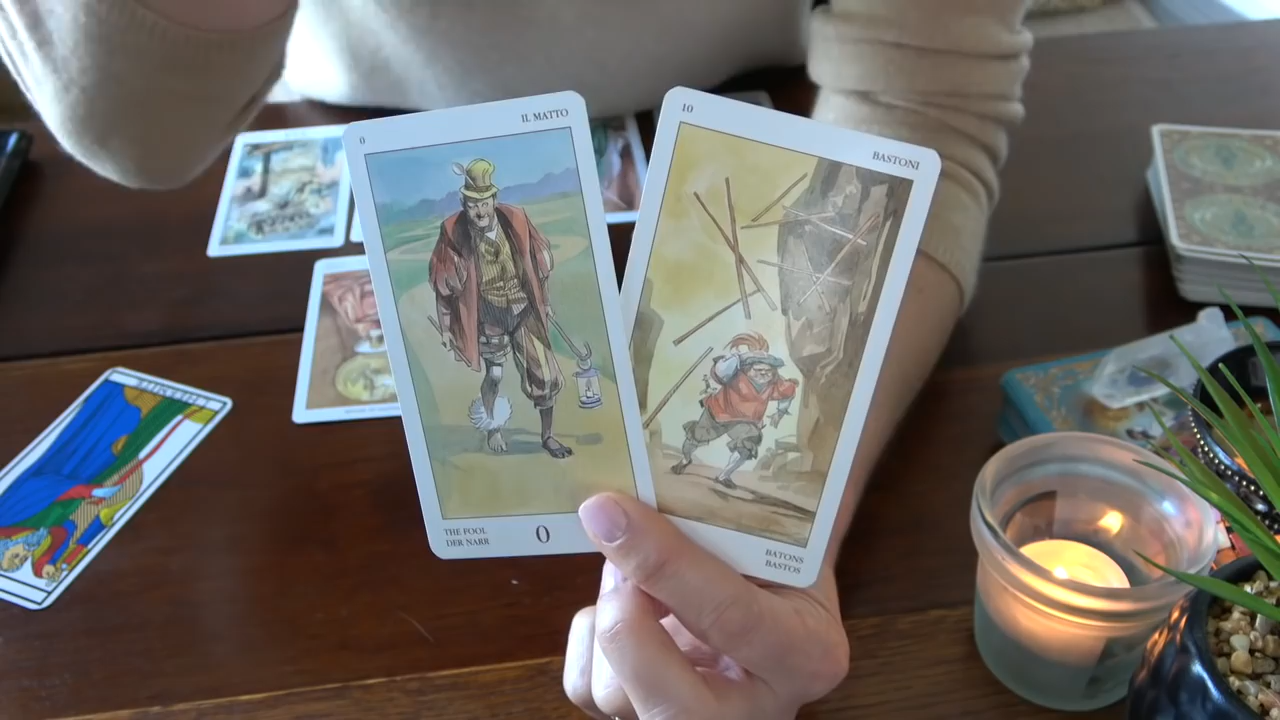 0
IL MATTO
THE FOOL
DER NARR
0
10
BASTONI
BATONS
BASTOS